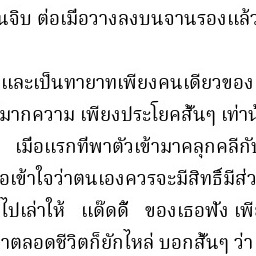 นจิบ ต่อเมื่อวางลงบนจานรองแล้ว
และเป็นทายาทเพียงคนเดียวของ
มากความ เพียงประโยคสั้นๆ เท่านั้
เมื่อแรกที่พาตัวเข้ามาคลุกคลีกับ
อเข้าใจว่าตนเองควรจะมีสิทธิ์มีส่ว
ไปเล่าให้ แด๊ดดี้ ของเธอฟัง เพี
าตลอดชีวิตก็ยักไหล่ บอกสั้นๆ ว่า